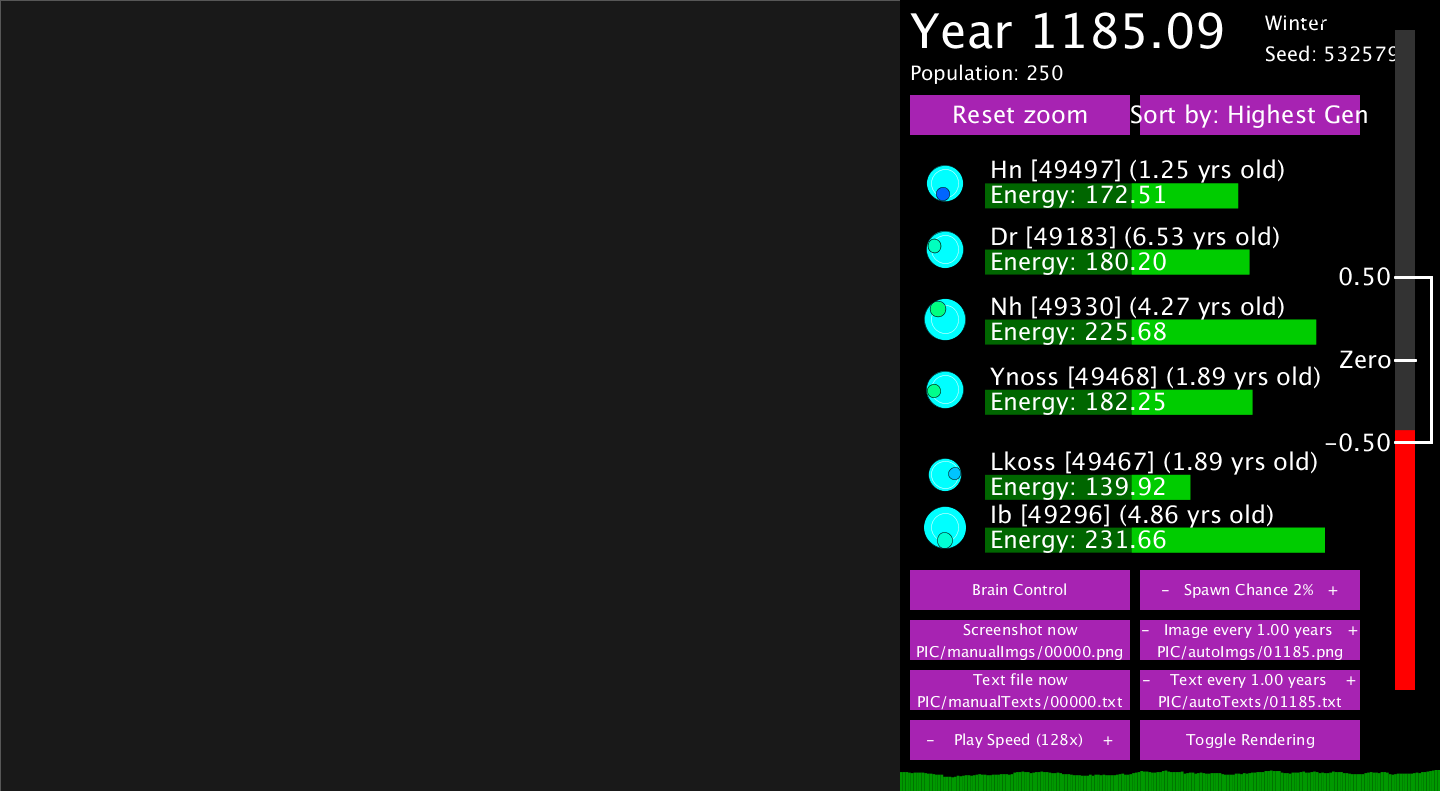 Year 1185.09
Winter
Seed: 532579
Population: 250
Reset zoom
Sort by: Highest Gen
Hn [49497] (1.25 yrs old)
Energy: 172.51
Dr [49183] (6.53 yrs old)
Energy: 180.20
Nh [49330] (4.27 yrs old)
Energy: 225.68
Ynoss [49468] (1.89 yrs old)
Energy: 182.25
Lkoss [49467] (1.89 yrs old)
Energy: 139.92
Ib [49296] (4.86 yrs old)
Energy: 231.66
0.50
Zero
-0.50
Brain Control
- Spawn Chance 2% +
Screenshot now
PIC/manualImgs/00000.png
- Image every 1.00 years +
PIC/autoImgs/01185.png
Text file now
PIC/manualTexts/00000.txt
- Text every 1.00 years +
PIC/autoTexts/01185.txt
- Play Speed (128x) +
Toggle Rendering